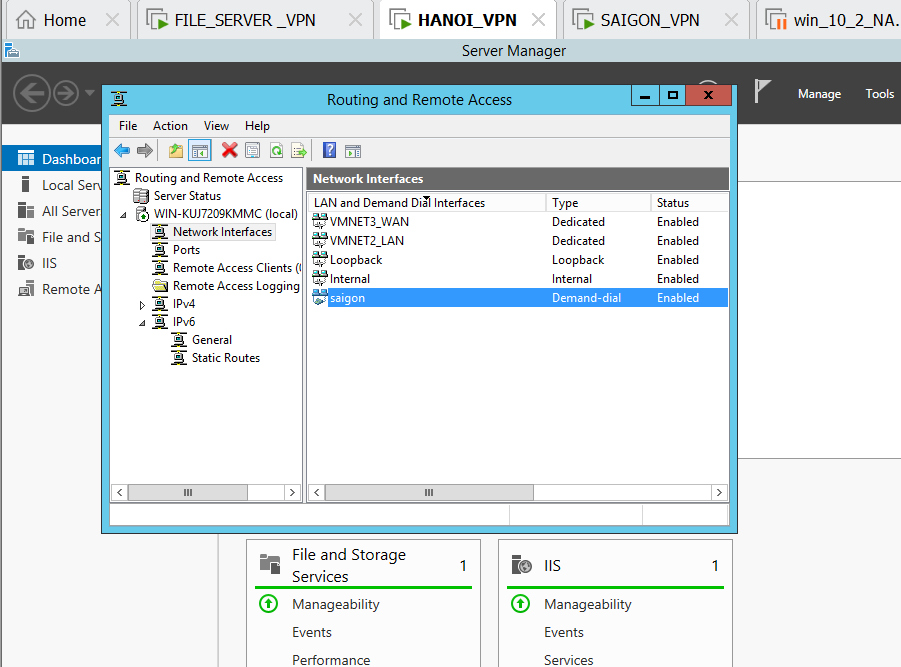 Home
FILE_SERVER _VPN
HANOI_VPN
SAIGON_VPN
win_10_2_NA.
Server Manager
Manage
Tools
Routing and Remote Access
File Action View Help
Dashboar
Local Serv
All Server
File and S
IIS
Remote A
Routing and Remote Access
Server Status
WIN-KUJ7209KMMC (local)
Network Interfaces
Ports
Remote Access Clients (
Remote Access Logging
IPv4
IPv6
General
Static Routes
Network Interfaces
LAN and Demand Dial Interfaces Type Status
VMNET3_WAN Dedicated Enabled
VMNET2_LAN Dedicated Enabled
Loopback Loopback Enabled
Internal Internal Enabled
saigon Demand-dial Enabled
File and Storage
Services
1
Manageability
Events
Performance
IIS 1
Manageability
Events
Services